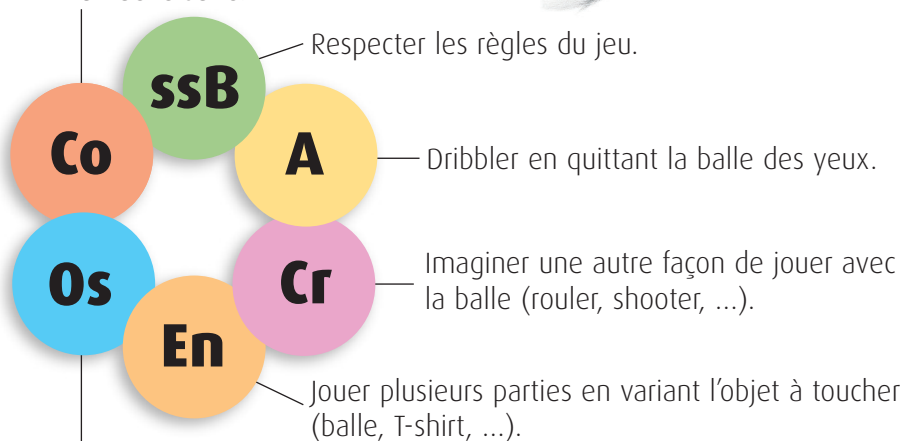 ssB
Respecter les règles du jeu.
Co
A
Dribbler en quittant la balle des yeux.
Os
Cr
Imaginer une autre façon de jouer avec
la balle (rouler, shooter, ...).
En
Jouer plusieurs parties en variant l’objet à toucher
(balle, T-shirt, ...).